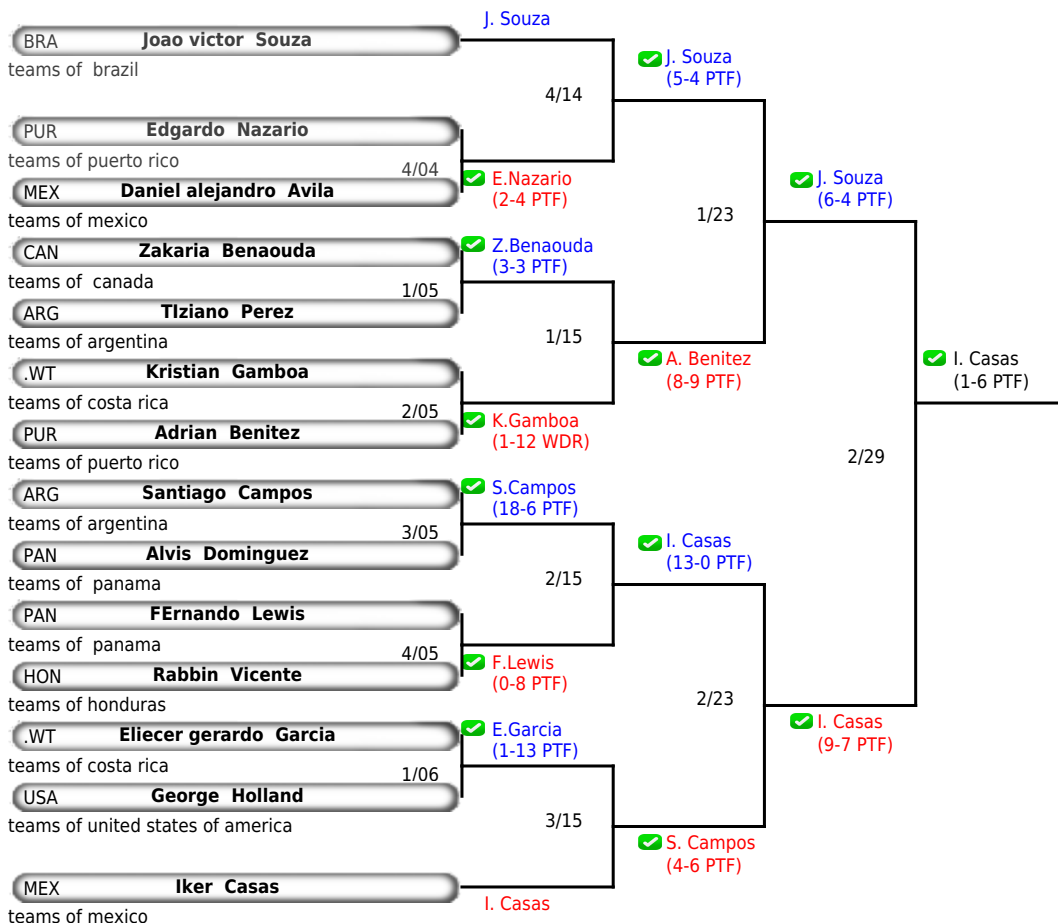 J. Souza
BRA Joao victor Souza
teams of brazil
J. Souza
(5-4 PTF)
4/14
PUR Edgardo Nazario
teams of puerto rico
4/04
E.Nazario
(2-4 PTF)
MEX Daniel alejandro Avila
teams of mexico
J. Souza
(6-4 PTF)
1/23
CAN Zakaria Benaouda
teams of canada
Z.Benaouda
(3-3 PTF)
1/05
ARG TIziano Perez
teams of argentina
1/15
A. Benitez
(8-9 PTF)
I. Casas
(1-6 PTF)
.WT Kristian Gamboa
teams of costa rica
2/05
K.Gamboa
(1-12 WDR)
PUR Adrian Benitez
teams of puerto rico
2/29
ARG Santiago Campos
teams of argentina
S.Campos
(18-6 PTF)
3/05
PAN Alvis Dominguez
teams of panama
I. Casas
(13-0 PTF)
2/15
PAN FErnando Lewis
teams of panama
4/05
F.Lewis
(0-8 PTF)
HON Rabbin Vicente
teams of honduras
2/23
I. Casas
(9-7 PTF)
.WT Eliecer gerardo Garcia
teams of costa rica
E.Garcia
(1-13 PTF)
1/06
USA George Holland
teams of united states of america
3/15
S. Campos
(4-6 PTF)
MEX Iker Casas
teams of mexico
I. Casas